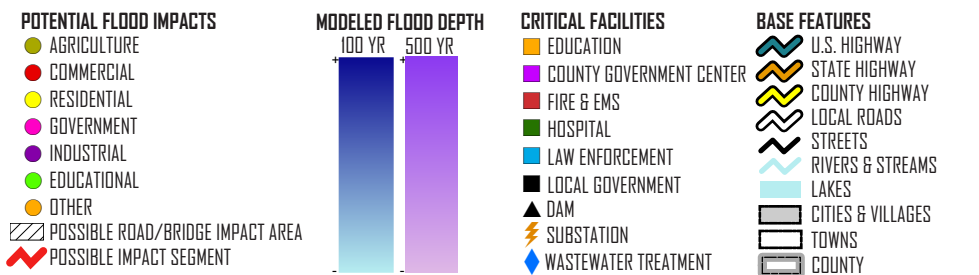 POTENTIAL FLOOD IMPACTS
AGRICULTURE
COMMERCIAL
RESIDENTIAL
GOVERNMENT
INDUSTRIAL
EDUCATIONAL
OTHER
POSSIBLE ROAD/BRIDGE IMPACT AREA
POSSIBLE IMPACT SEGMENT
MODELED FLOOD DEPTH
100 YR 500 YR
+ +
- -
CRITICAL FACILITIES
EDUCATION
COUNTY GOVERNMENT CENTER
FIRE & EMS
HOSPITAL
LAW ENFORCEMENT
LOCAL GOVERNMENT
DAM
SUBSTATION
WASTEWATER TREATMENT
BASE FEATURES
U.S. HIGHWAY
STATE HIGHWAY
COUNTY HIGHWAY
LOCAL ROADS
STREETS
RIVERS & STREAMS
LAKES
CITIES & VILLAGES
TOWNS
COUNTY